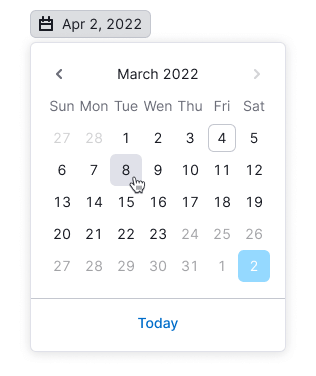 Apr 2, 2022
March 2022
Sun Mon Tue Wen Thu Fri Sat
27 28 1 2 3 4 5
6 7 8 9 10 11 12
13 14 15 16 17 18 19
20 21 22 23 24 25 26
27 28 29 30 31 1 2
Today